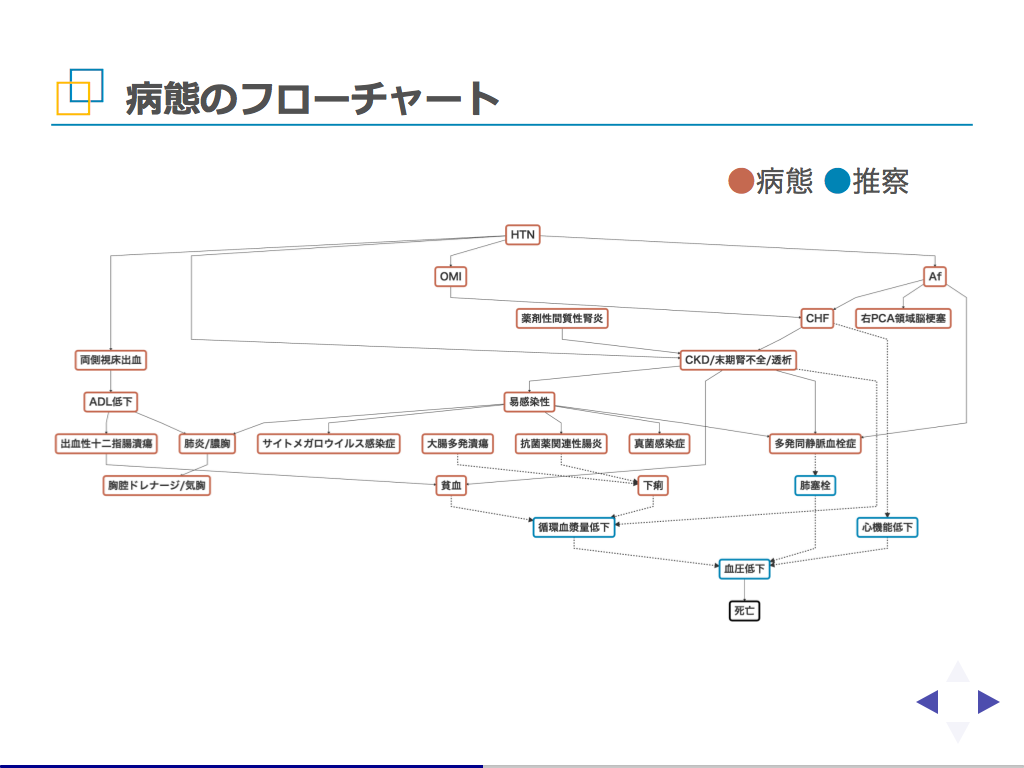 病態のフローチャート
病態 推察
HTN
OMI
Af
薬剤性間質性腎炎
CHF
右PCA領域脳梗塞
両側視床出血
CKD/末期腎不全/透析
ADL低下
易感染性
出血性十二指腸潰瘍
肺炎/膿胸
サイトメガロウイルス感染症
大腸多発潰瘍
抗菌薬関連性腸炎
真菌感染症
多発同静脈血栓症
胸腔ドレナージ/気胸
貧血
下痢
肺塞栓
循環血漿量低下
心機能低下
血圧低下
死亡